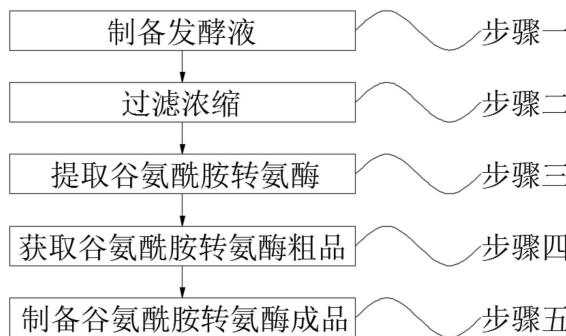 制备发酵液 步骤一
过滤浓缩 步骤二
提取谷氨酰胺转氨酶 步骤三
获取谷氨酰胺转氨酶粗品 步骤四
制备谷氨酰胺转氨酶成品 步骤五